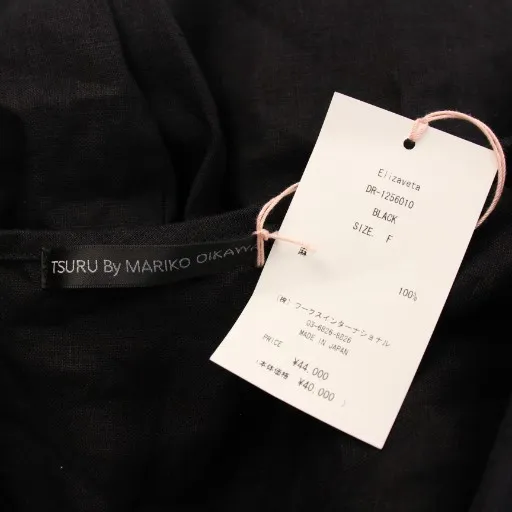 TSURU By MARIKO OIKAWA
Elizaveta
DR-1256010
BLACK
SIZE. F
麻
100%
(株) ワークスインターナショナル
03-6826-8226
MADE IN JAPAN
PRICE ¥44,000
(本体価格 ¥40,000 )